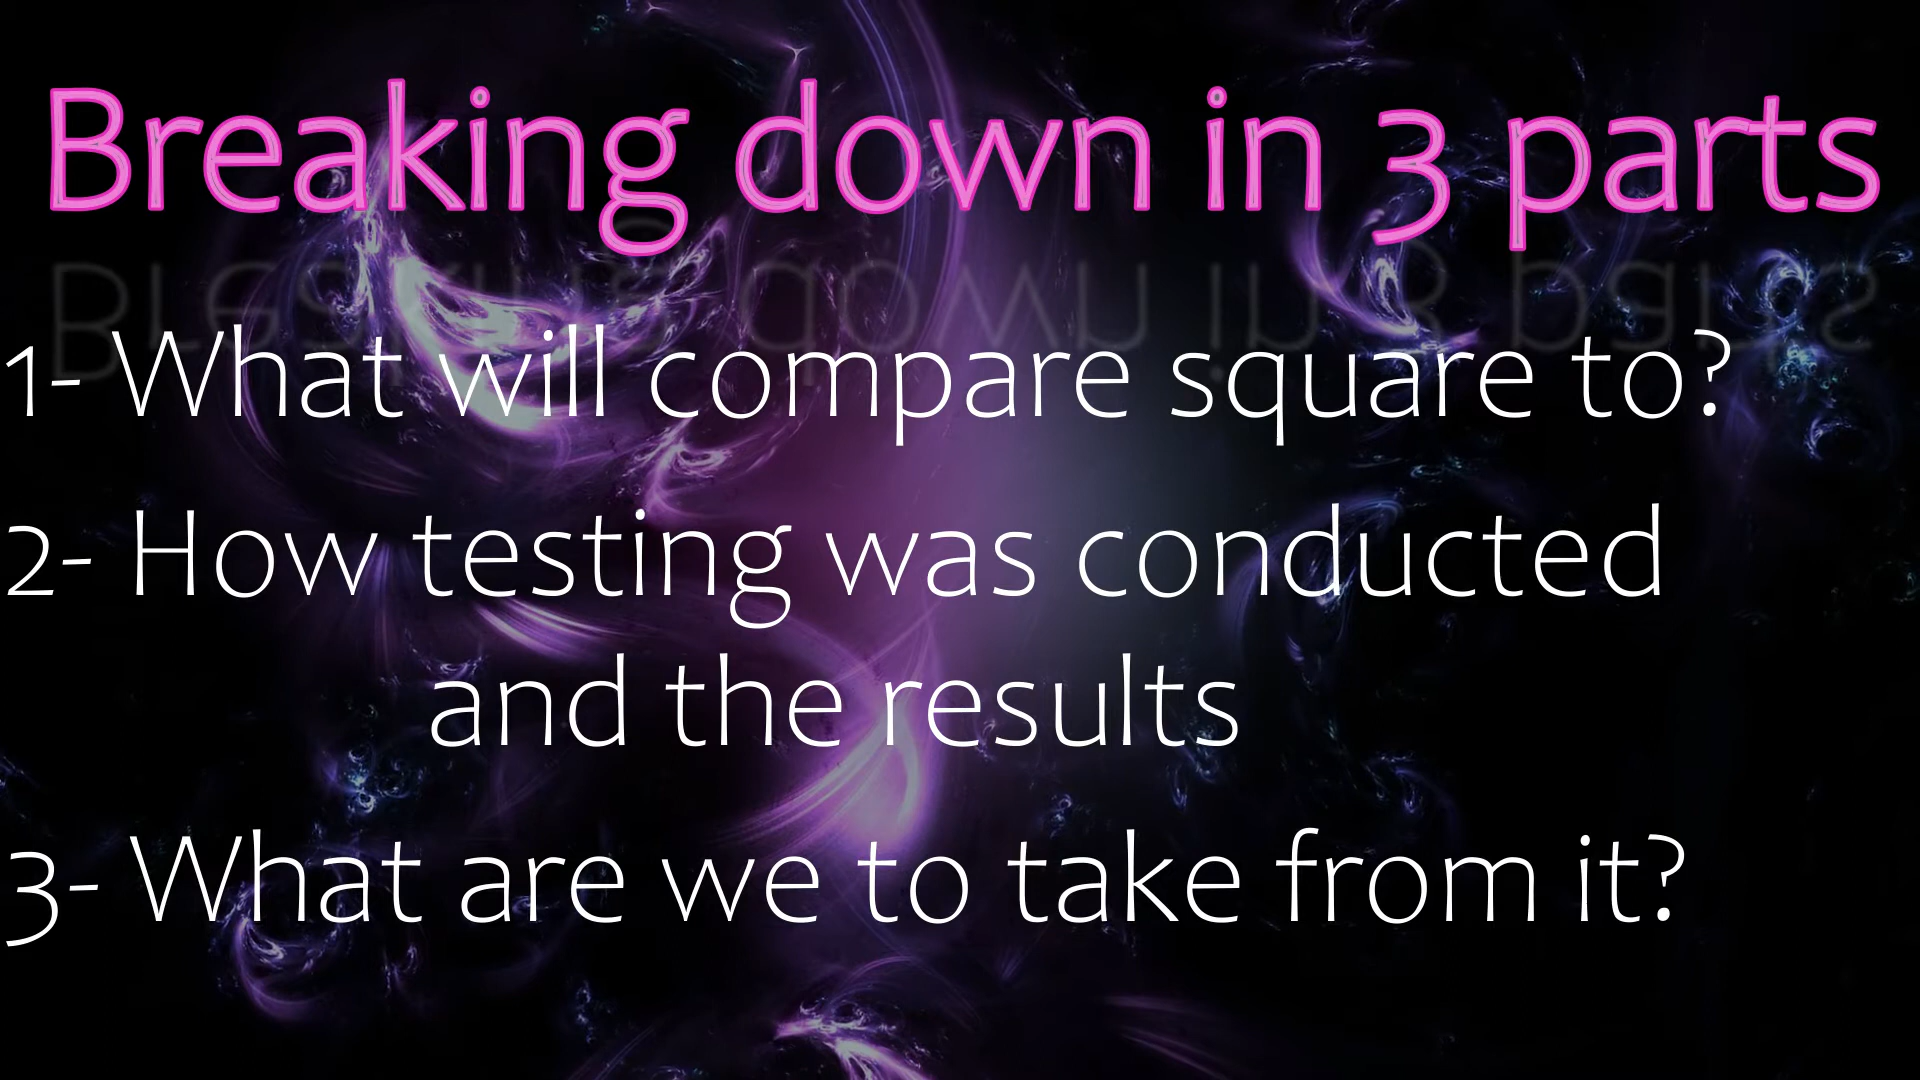 Breaking down in 3 parts
1- What will compare square to?
2- How testing was conducted
and the results
3- What are we to take from it?